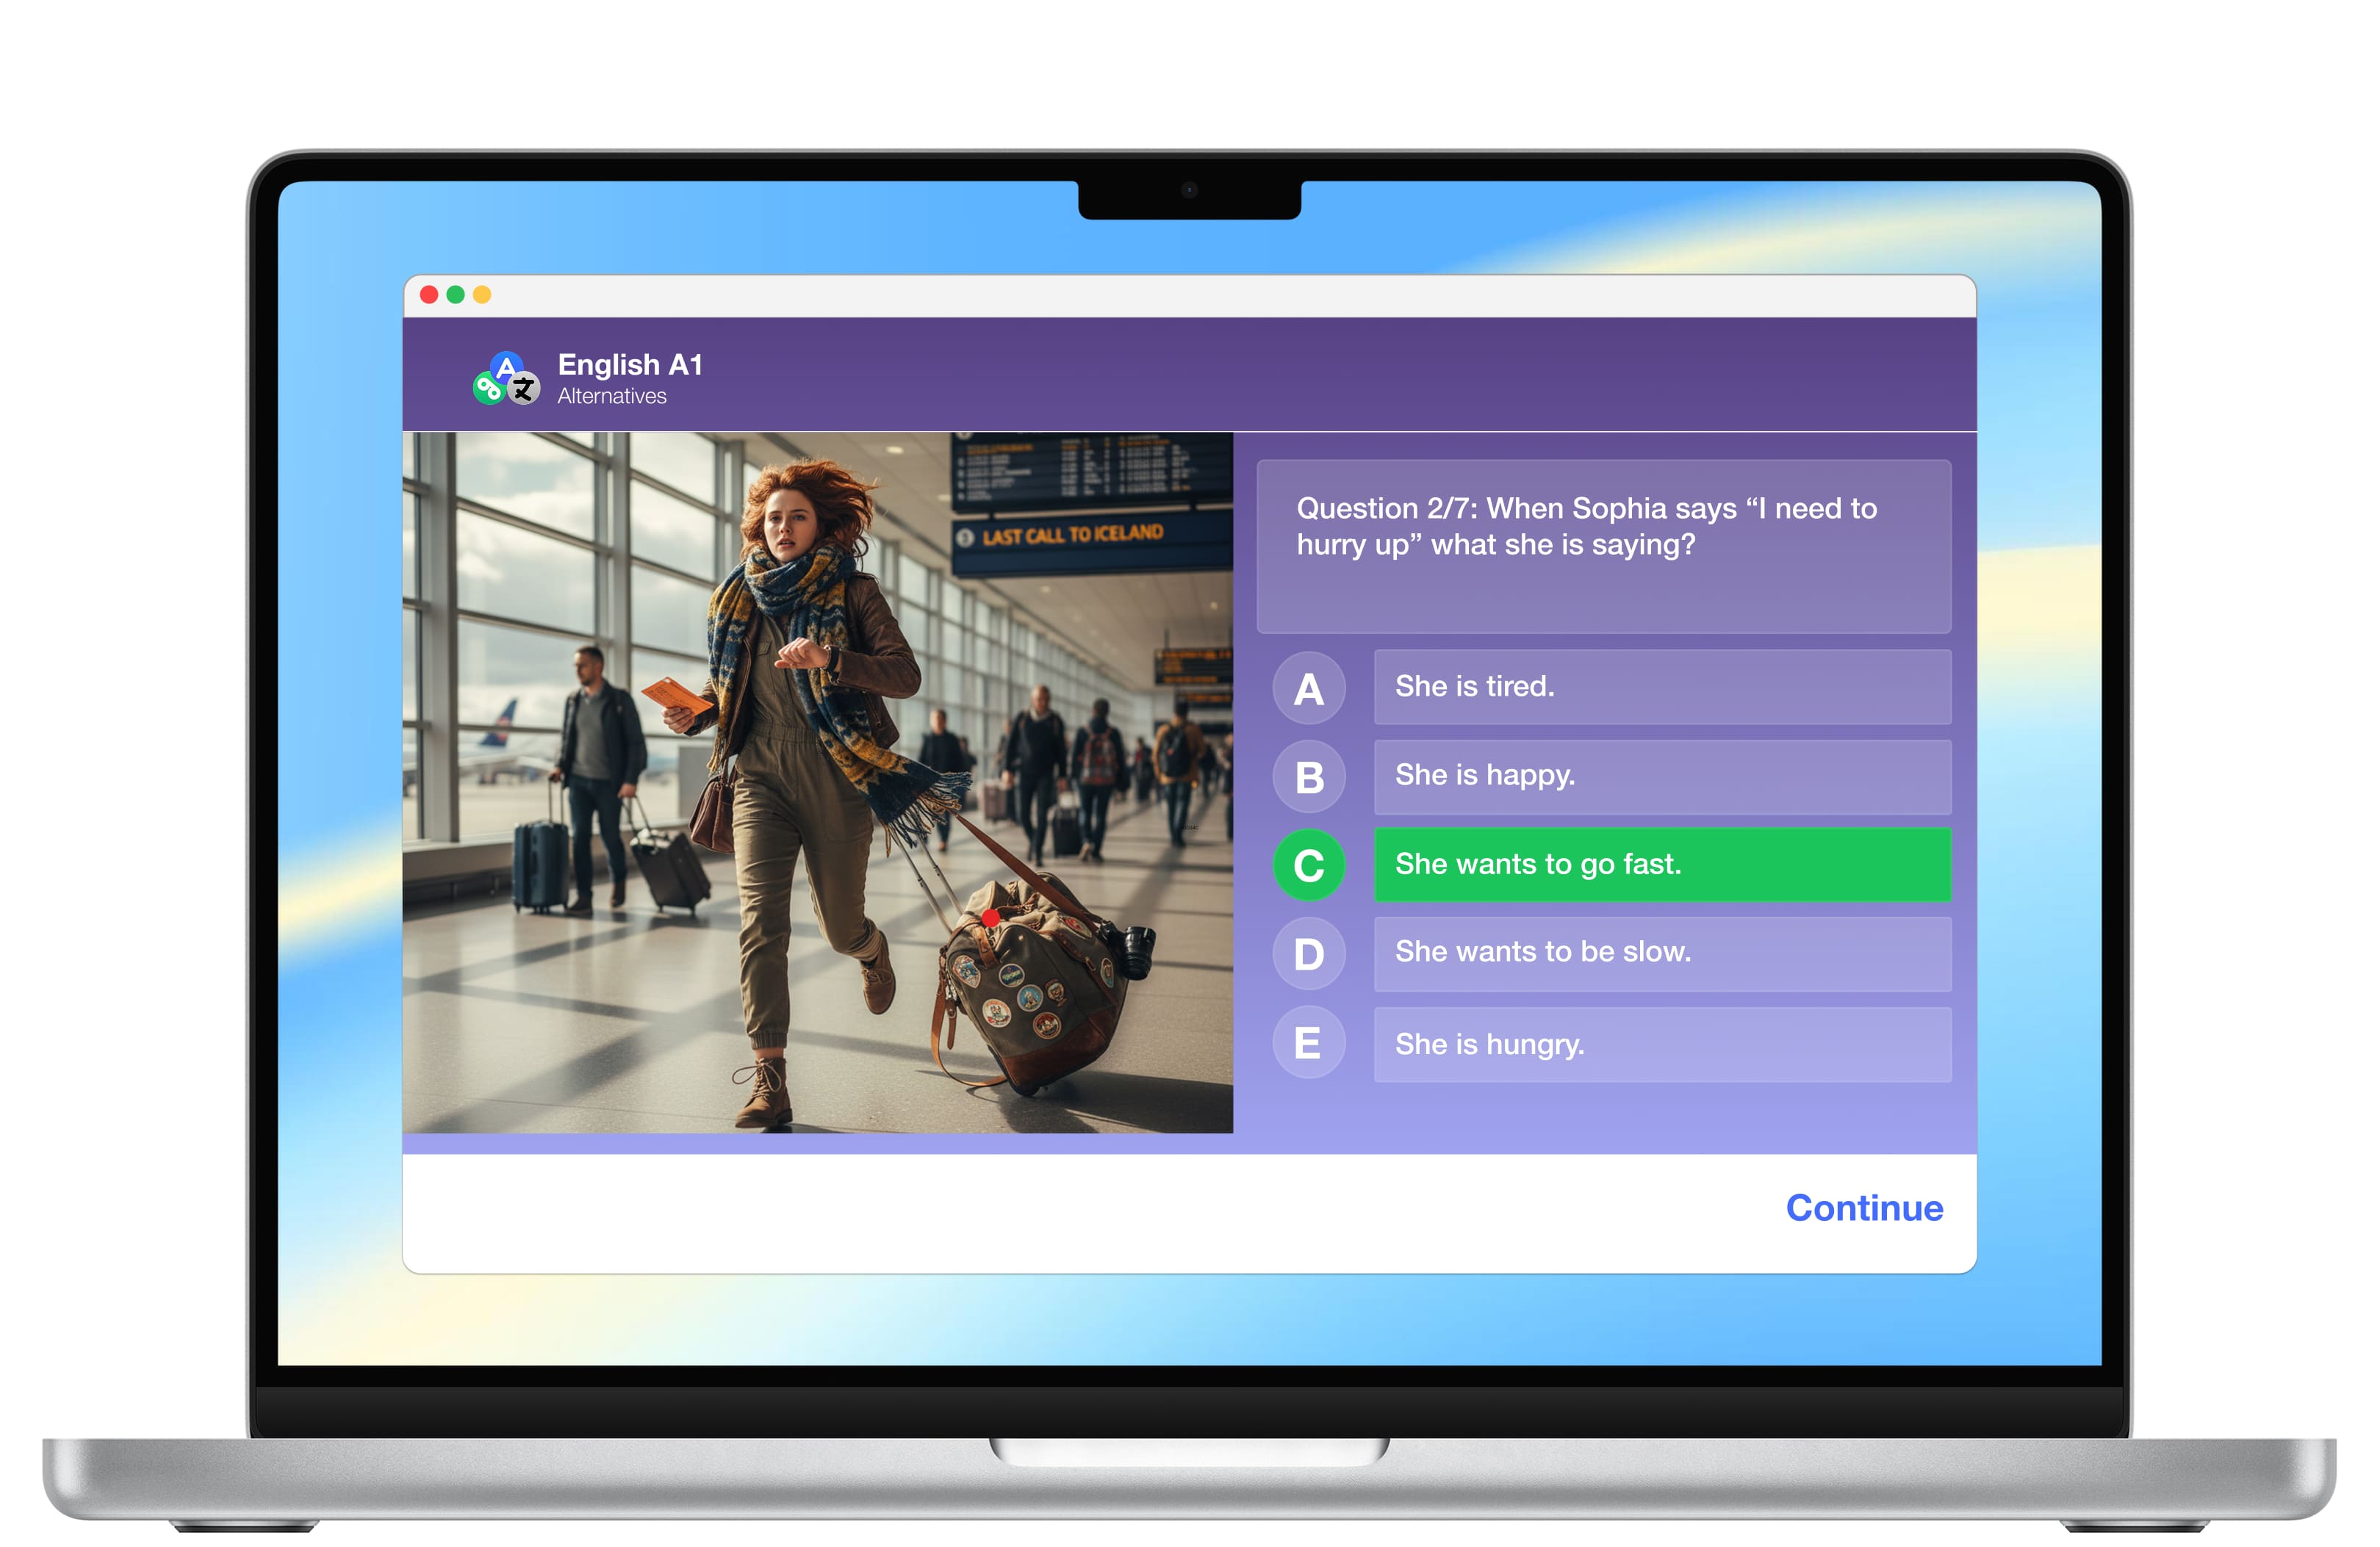 English A1
Alternatives
LAST CALL TO ICELAND
Question 2/7: When Sophia says “I need to
hurry up” what she is saying?
A
She is tired.
B
She is happy.
C
She wants to go fast.
D
She wants to be slow.
E
She is hungry.
Continue